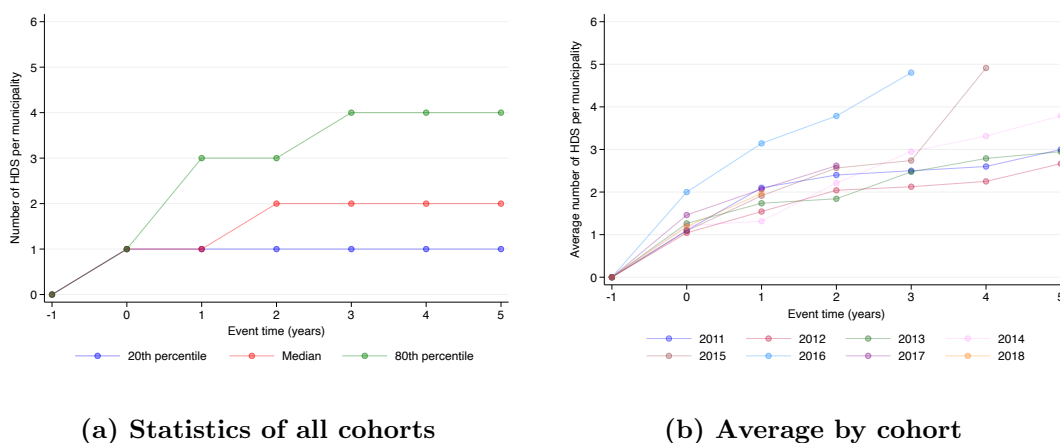 6
5
4
3
2
1
0
Number of HDS per municipality
-1 0 1 2 3 4 5
Event time (years)
20th percentile Median 80th percentile
(a) Statistics of all cohorts
6
5
4
3
2
1
0
Average number of HDS per municipality
-1 0 1 2 3 4 5
Event time (years)
2011 2012 2013 2014
2015 2016 2017 2018
(b) Average by cohort